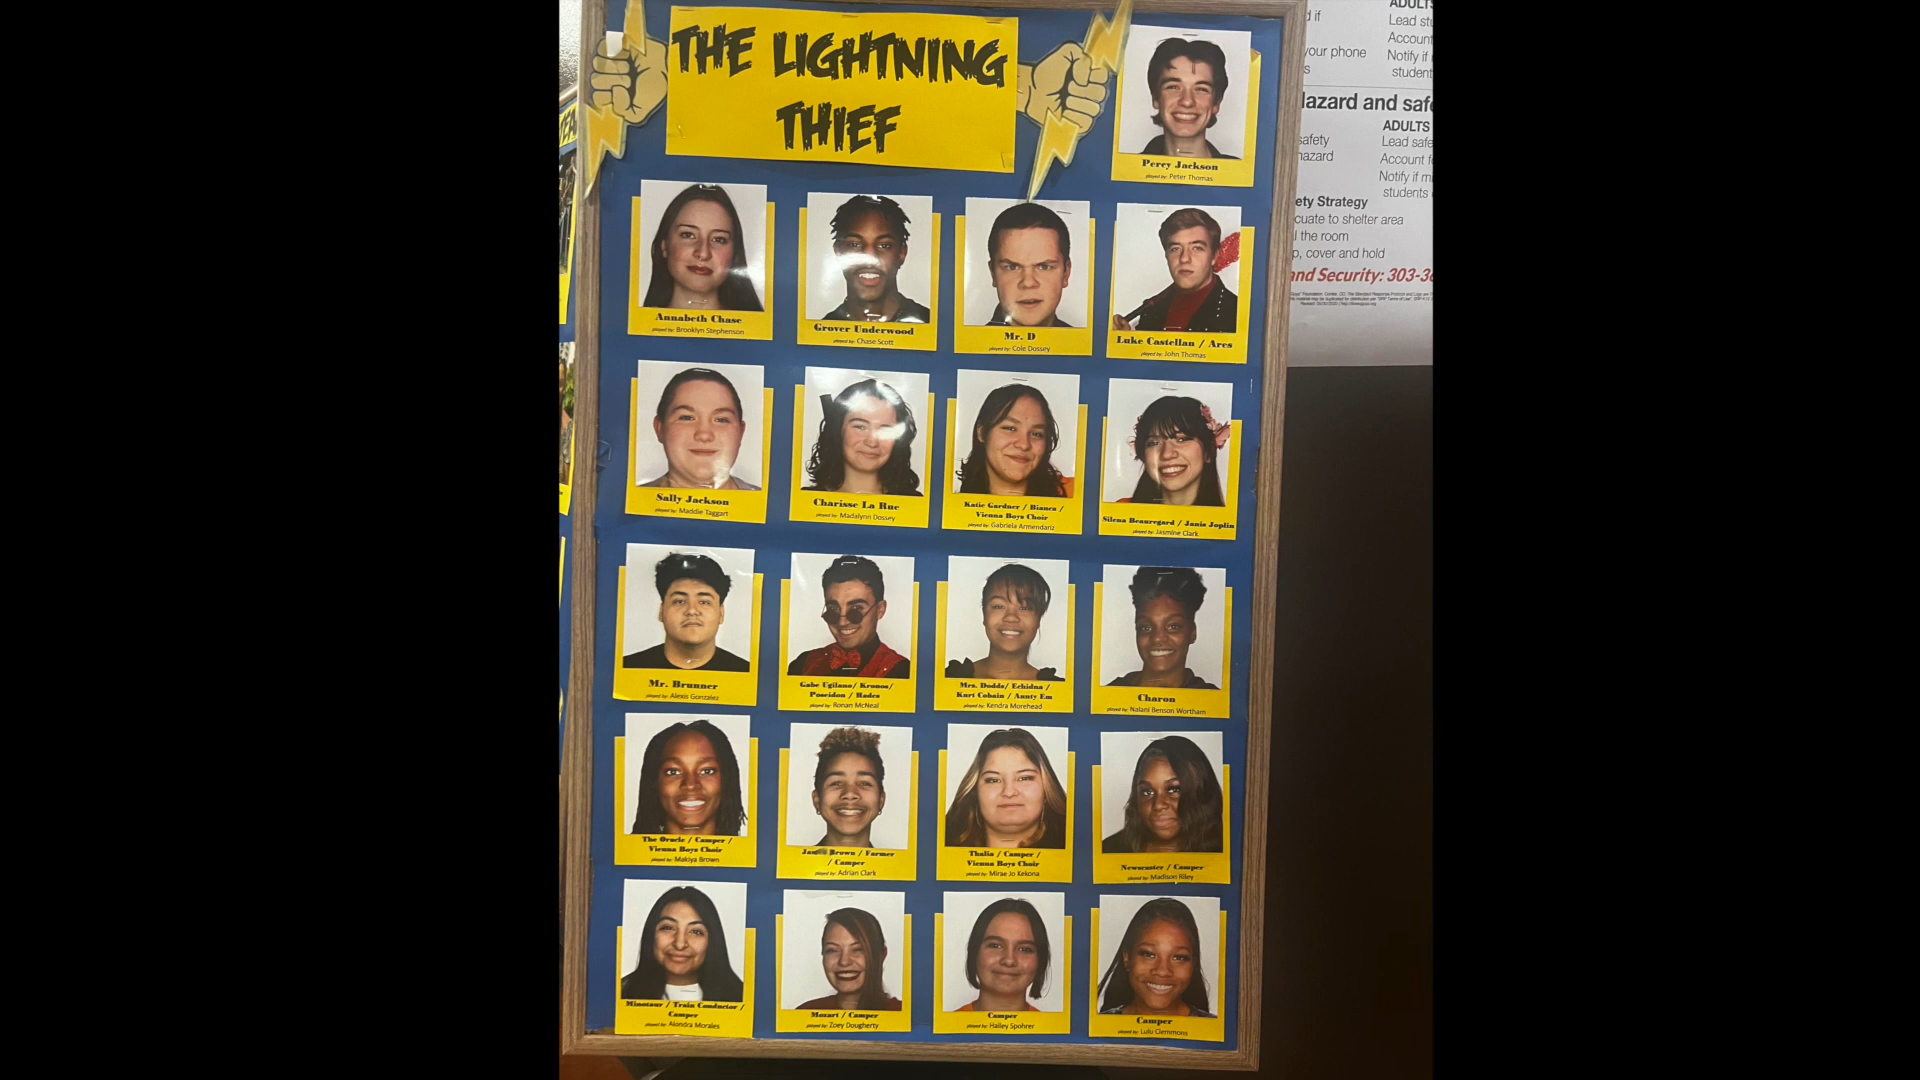 THE LIGHTNING
THIEF
Percy Jackson
played by: Peter Thomas
Annabeth Chase
played by: Brooklyn Stephenson
Grover Underwood
played by: Chase Scott
Mr. D
played by: Cole Dossey
Luke Castellan / Ares
played by: John Thomas
Sally Jackson
played by: Maddie Taggart
Charisse La Rue
played by: Madalynn Dossey
Katie Gardner / Bianca /
Vienna Boys Choir
played by: Gabriela Armendariz
Silena Beauregard / Janis Joplin
played by: Jasmine Clark
Mr. Brunner
played by: Alexis Gonzalez
Gabe Ugliano/ Kronos/
Poseidon / Hades
played by: Ronan McNeal
Mrs. Dodds/ Echidna /
Kurt Cobain / Aunty Em
played by: Kendra Morehead
Charon
played by: Nalani Benson Wortham
The Oracle / Camper /
Vienna Boys Choir
played by: Makiya Brown
Brown / Farmer
/ Camper
played by: Adrian Clark
Thalia / Camper /
Vienna Boys Choir
played by: Mirae Jo Kekona
Newscaster / Camper
played by: Madison Riley
Minotaur / Train Conductor /
Camper
played by: Alondra Morales
Mozart / Camper
played by: Zoey Dougherty
Camper
played by: Hailey Spohrer
Camper
played by: Lulu Clemmons
if
your phone
ADULTS
Lead
Account
Notify if
student
Hazard and
safety
hazard
ADULTS
Lead safe
Account
Notify if
students
Strategy
to shelter area
the room
cover and hold
and Security: 303-3